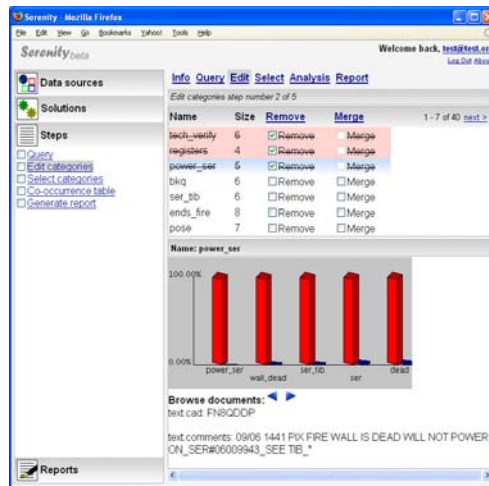 Serenity - Mozilla Firefox
File Edit View Go Bookmarks Yahoo! Tools Help
Serenity beta
Welcome back, test@test.or
Log Out Abou
Data sources
Solutions
Steps
Query
Edit categories
Select categories
Co-occurrence table
Generate report
Reports
Info Query Edit Select Analysis Report
Edit categories step number 2 of 5
Name Size Remove Merge 1 - 7 of 40 next >
tech_verify 6 Remove Merge
registers 4 Remove Merge
power_ser 5 Remove Merge
bkq 6 Remove Merge
ser_tib 6 Remove Merge
ends_fire 8 Remove Merge
pose 7 Remove Merge
Name: power_ser
100.00%
0.00%
power_ser
wall_dead
ser_tib
ser
dead
Browse documents:
text.cad: FN8QDDP
text.comments: 09/06 1441 PIX FIRE WALL IS DEAD WILL NOT POWER
ON_SER#06009943_SEE TIB_*